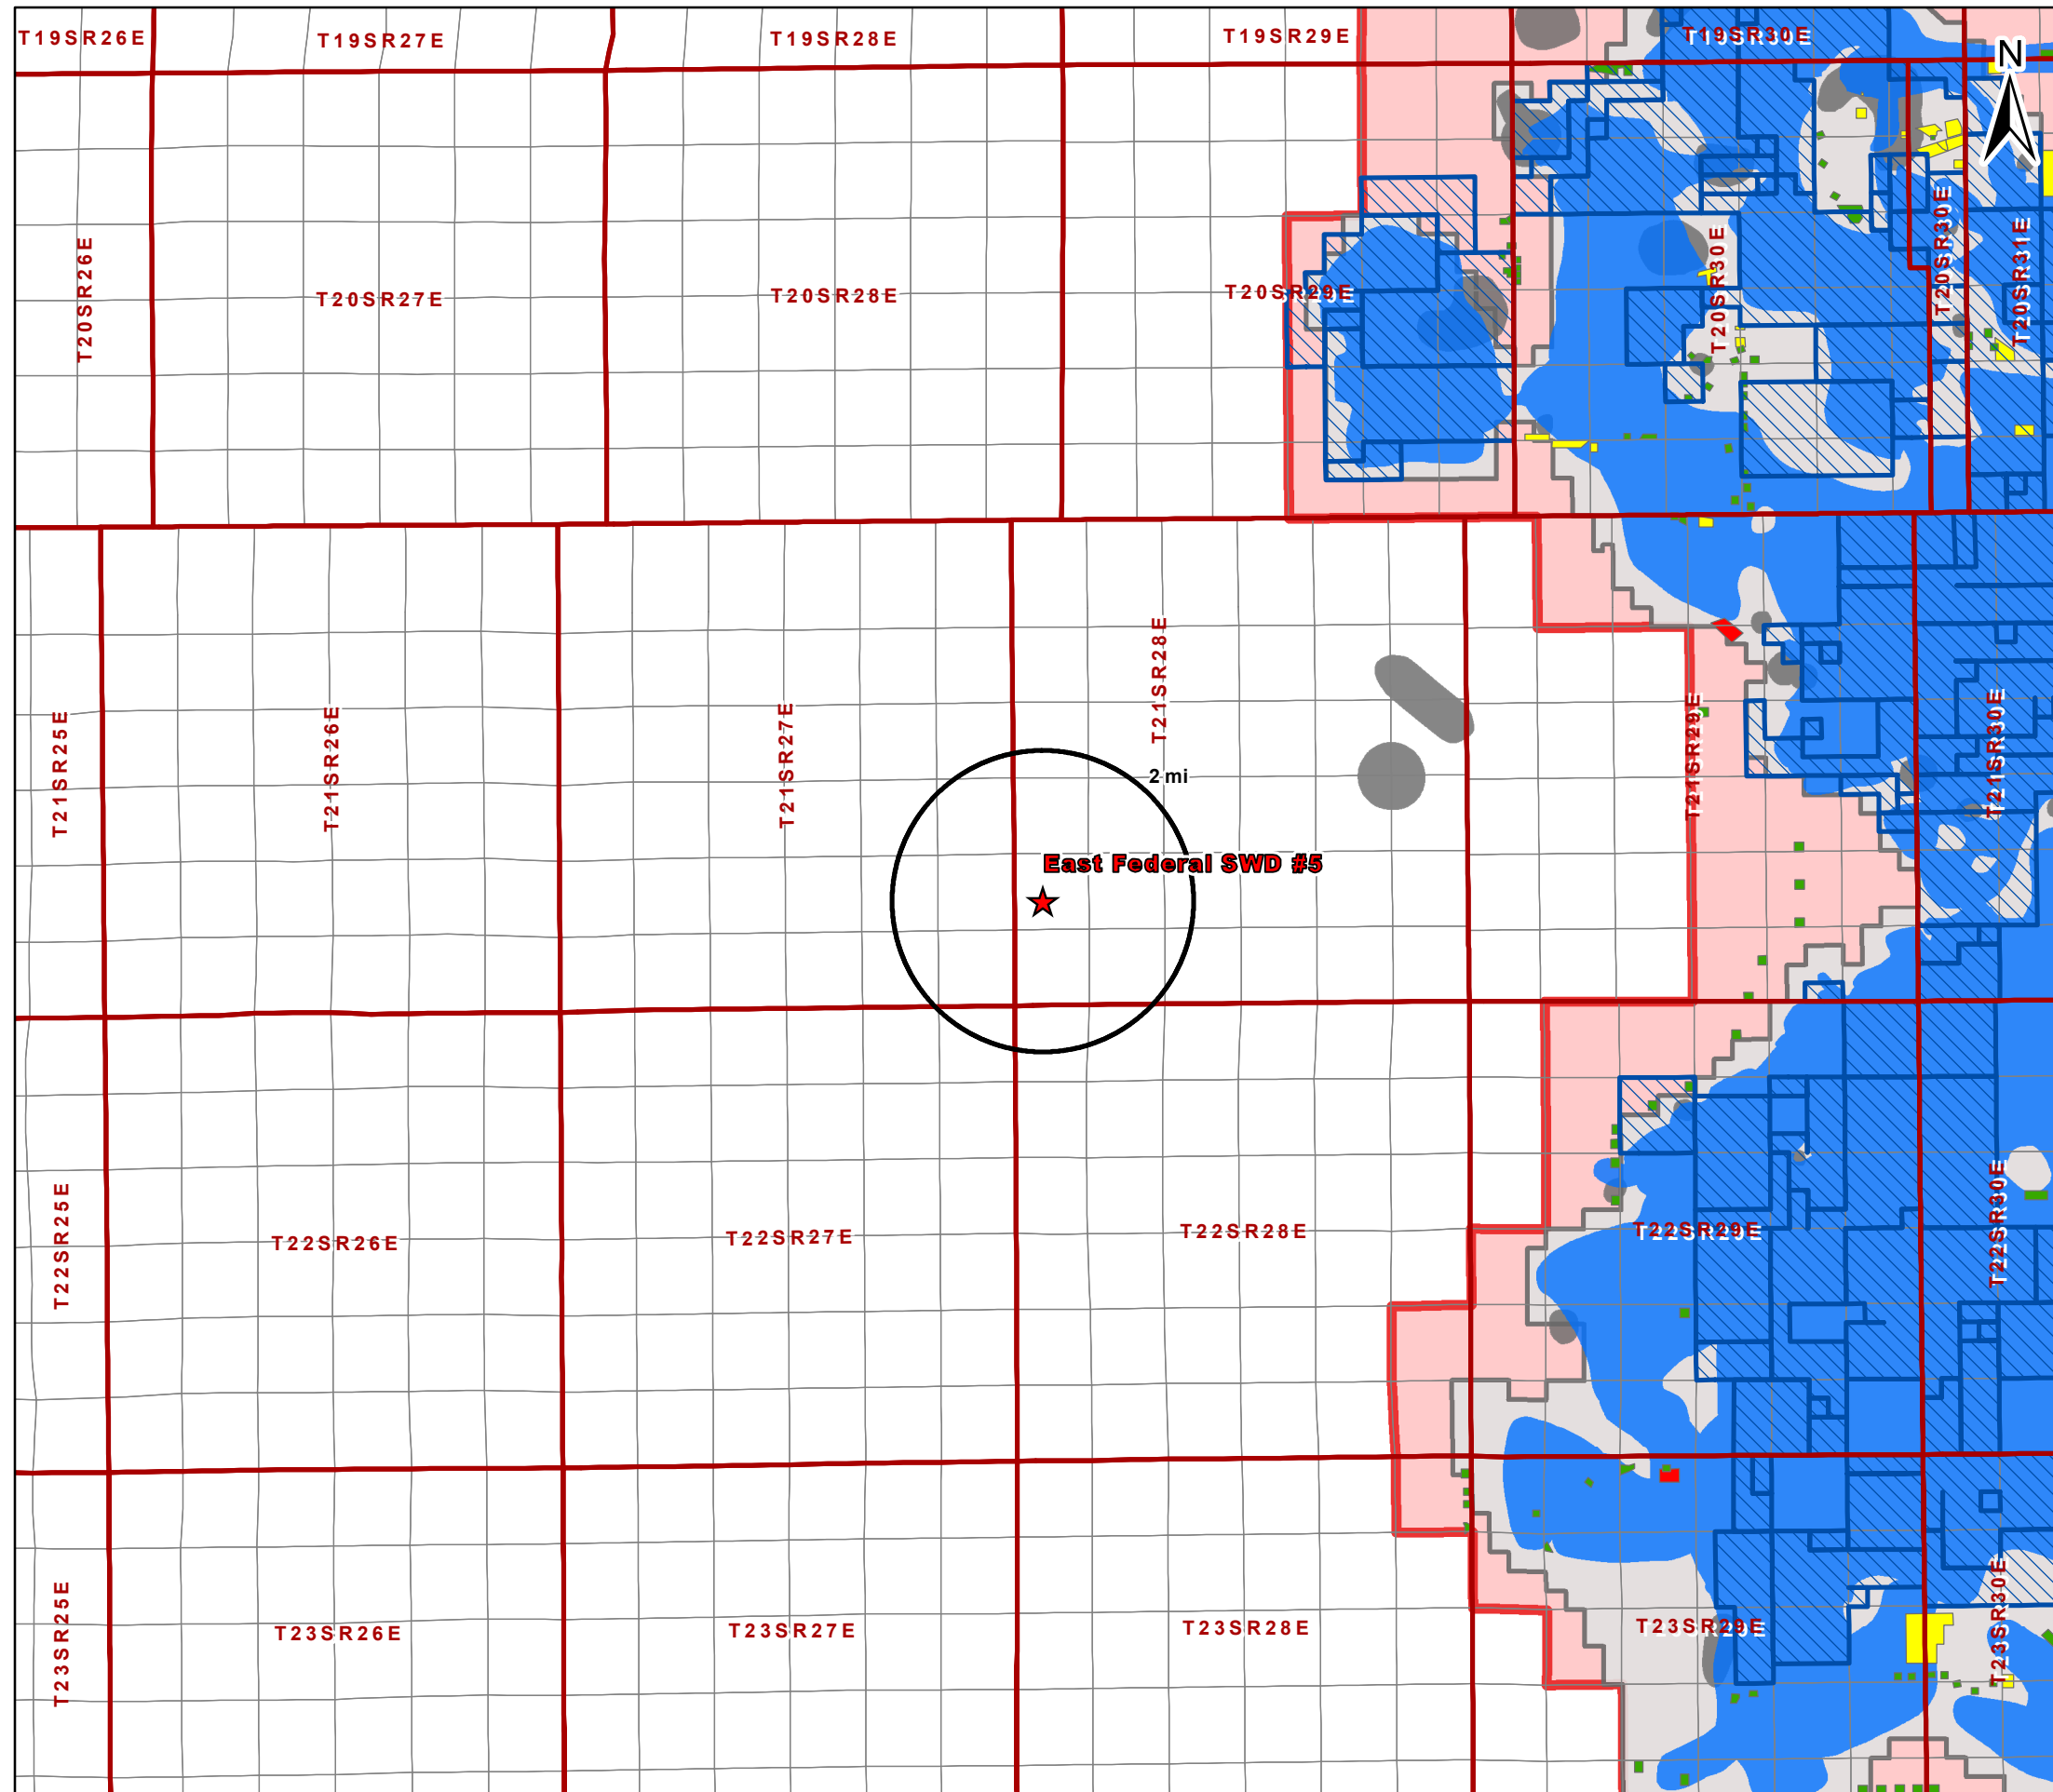 T19SR26E
T19SR27E
T19SR28E
T19SR29E
T19SR30E
N
T20SR26E
T20SR27E
T20SR28E
T20SR29E
T20SR30E
T20SR30E
T20SR31E
T21SR25E
T21SR26E
T21SR27E
T21SR28E
T21SR29E
T21SR30E
2 mi
East Federal SWD #5
T22SR25E
T22SR26E
T22SR27E
T22SR28E
T22SR29E
T22SR30E
T23SR25E
T23SR26E
T23SR27E
T23SR28E
T23SR29E
T23SR30E